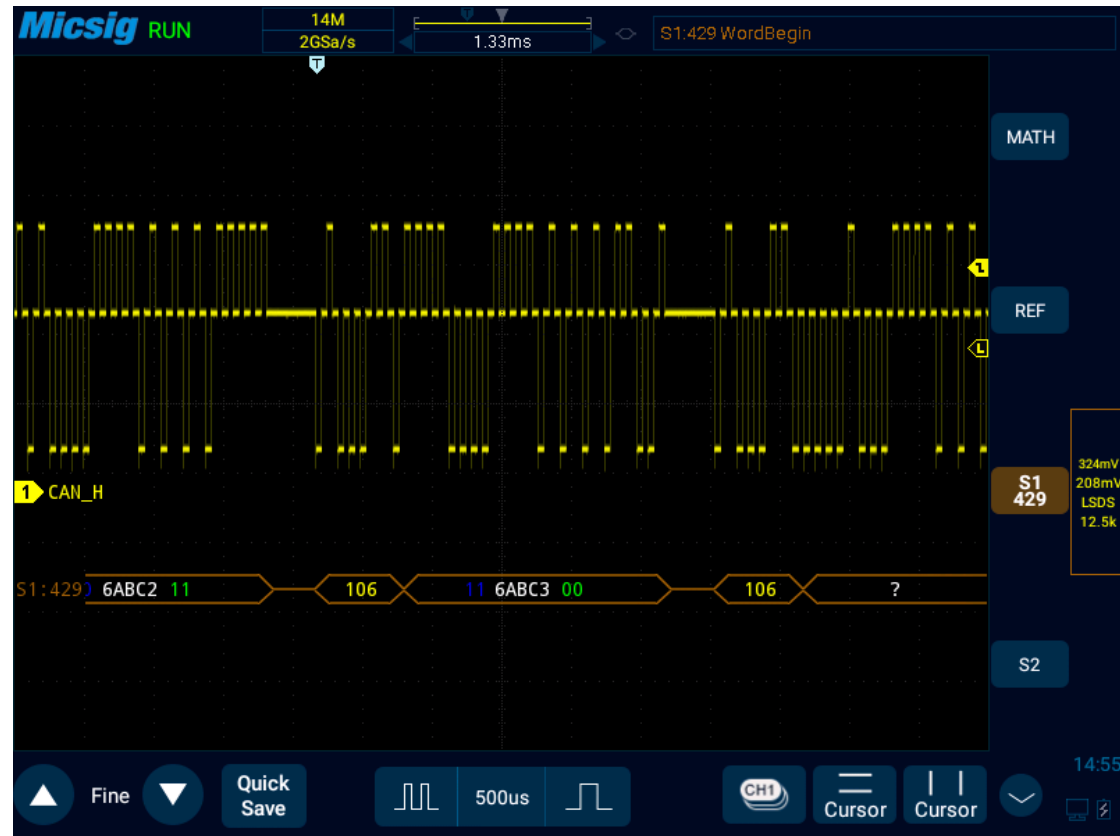 Micsig RUN
14M
2GSa/s
1.33ms
S1:429 WordBegin
T
MATH
REF
L
1 CAN_H
S1
429
324mV
208mV
LSDS
12.5k
S1:429 6ABC2 11 106 11 6ABC3 00 106 ?
S2
Fine
Quick
Save
500us
CH1
Cursor
Cursor
14:55